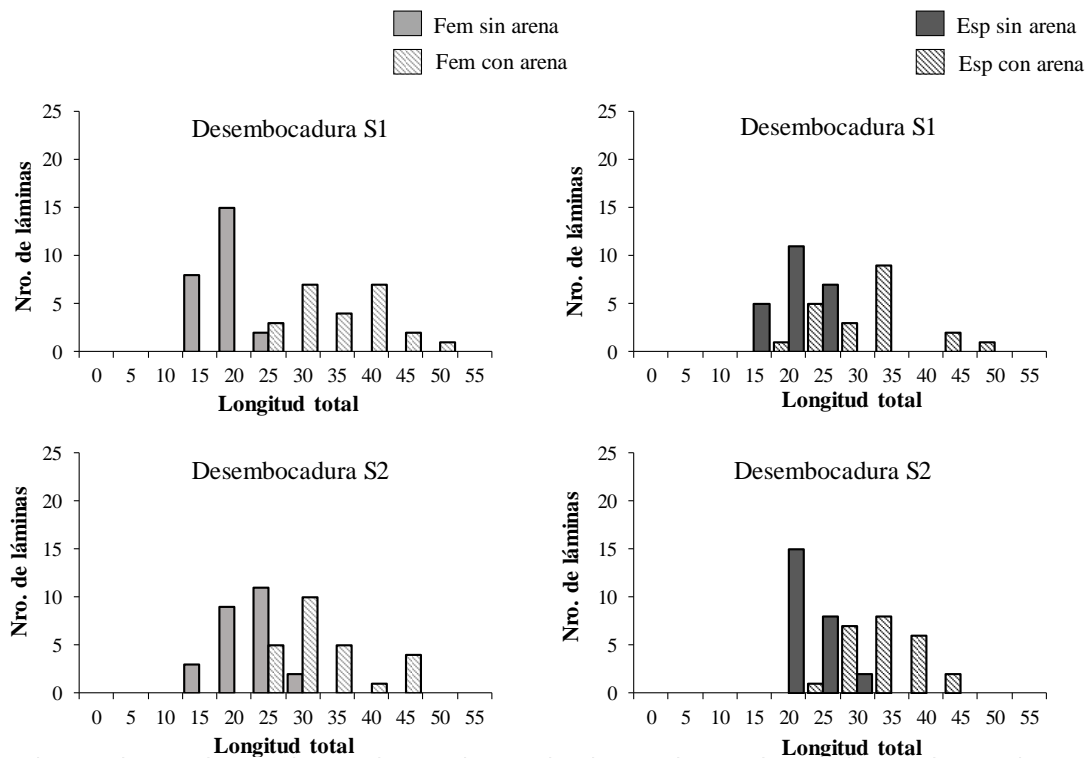 Fem sin arena
Fem con arena
Esp sin arena
Esp con arena
Desembocadura S1
25
20
15
10
5
0
Nro. de láminas
0 5 10 15 20 25 30 35 40 45 50 55
Longitud total
Desembocadura S1
25
20
15
10
5
0
Nro. de láminas
0 5 10 15 20 25 30 35 40 45 50 55
Longitud total
Desembocadura S2
25
20
15
10
5
0
Nro. de láminas
0 5 10 15 20 25 30 35 40 45 50 55
Longitud total
Desembocadura S2
25
20
15
10
5
0
Nro. de láminas
0 5 10 15 20 25 30 35 40 45 50 55
Longitud total